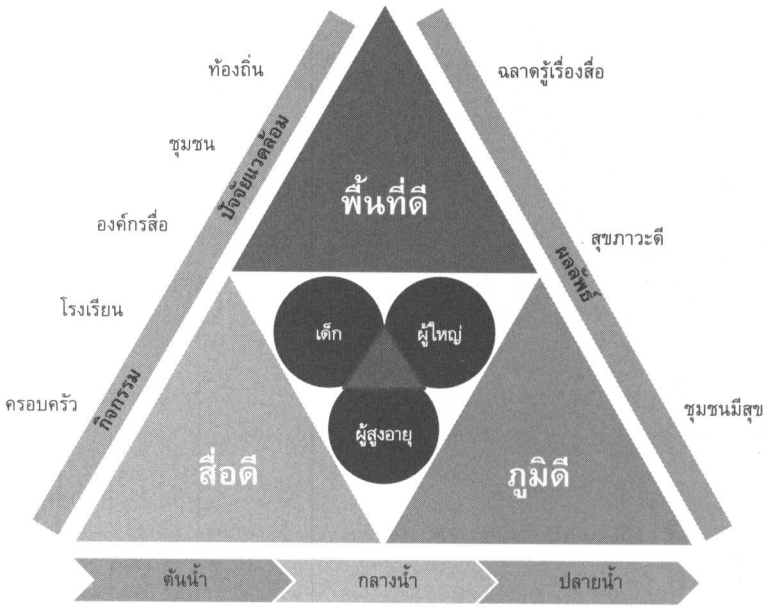 ท้องถิ่น
ฉลาดรู้เรื่องสื่อ
ชุมชน
ปัจจัยแวดล้อม
พื้นที่ดี
องค์กรสื่อ
สุขภาวะดี
ผลลัพธ์
โรงเรียน
เด็ก
ผู้ใหญ่
ครอบครัว
กิจกรรม
ชุมชนมีสุข
ผู้สูงอายุ
สื่อดี
ภูมิดี
ต้นน้ำ
กลางน้ำ
ปลายน้ำ